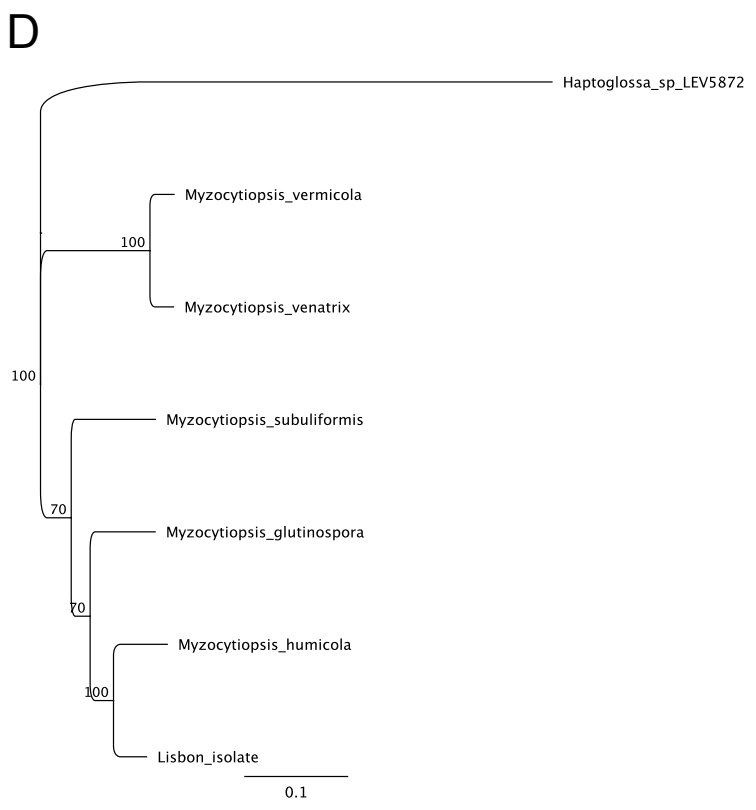 D
Haptoglossa_sp_LEV5872
Myzocytiopsis_vermicola
100
Myzocytiopsis_venatrix
100
Myzocytiopsis_subuliformis
70
Myzocytiopsis_glutinospora
70
Myzocytiopsis_humicola
100
Lisbon_isolate
0.1